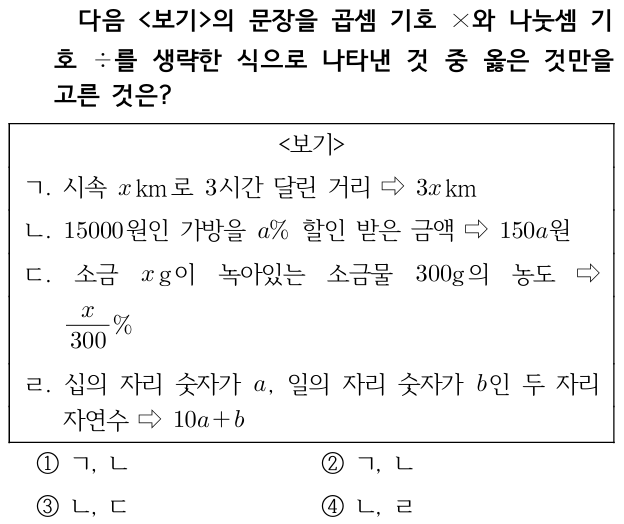 다음 <보기>의 문장을 곱셈 기호 ×와 나눗셈 기
호 ÷를 생략한 식으로 나타낸 것 중 옳은 것만을
고른 것은?
<보기>
ㄱ. 시속 x km로 3시간 달린 거리 ⇨ 3x km
ㄴ. 15000원인 가방을 a% 할인 받은 금액 ⇨ 150a원
ㄷ. 소금 x g이 녹아있는 소금물 300g의 농도 ⇨
x/300 %
ㄹ. 십의 자리 숫자가 a, 일의 자리 숫자가 b인 두 자리
자연수 ⇨ 10a+b
① ㄱ, ㄴ ② ㄱ, ㄴ
③ ㄴ, ㄷ ④ ㄴ, ㄹ